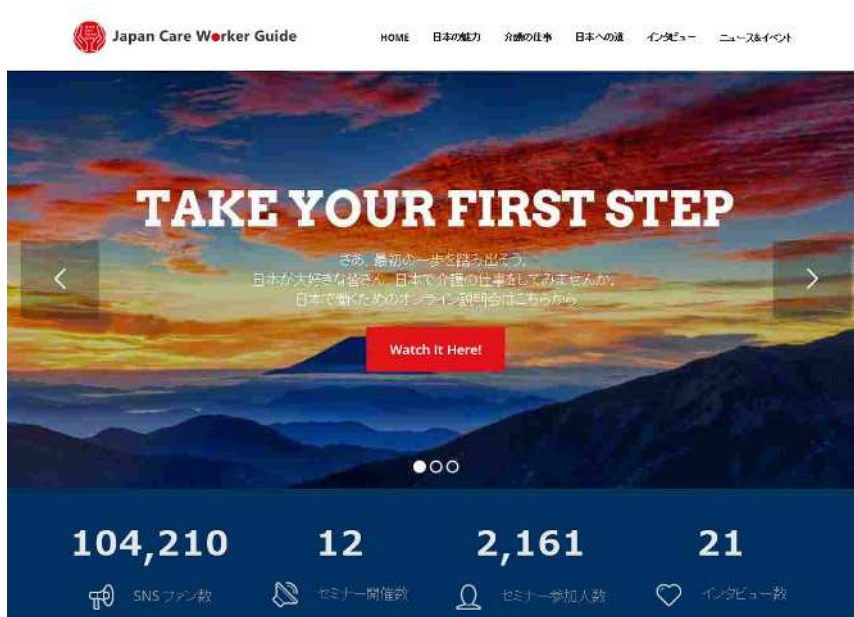 Japan Care Worker Guide
HOME 日本の魅力 介護の仕事 日本への道 インタビュー ニュース&イベント
TAKE YOUR FIRST STEP
さあ、最初の一歩を踏み出そう。
日本が大好きな皆さん、日本で介護の仕事をしてみませんか。
日本で働くためのオンライン説明会はこちらから
Watch It Here!
104,210 12 2,161 21
SNS ファン数 セミナー開催数 セミナー参加人数 インタビュー数